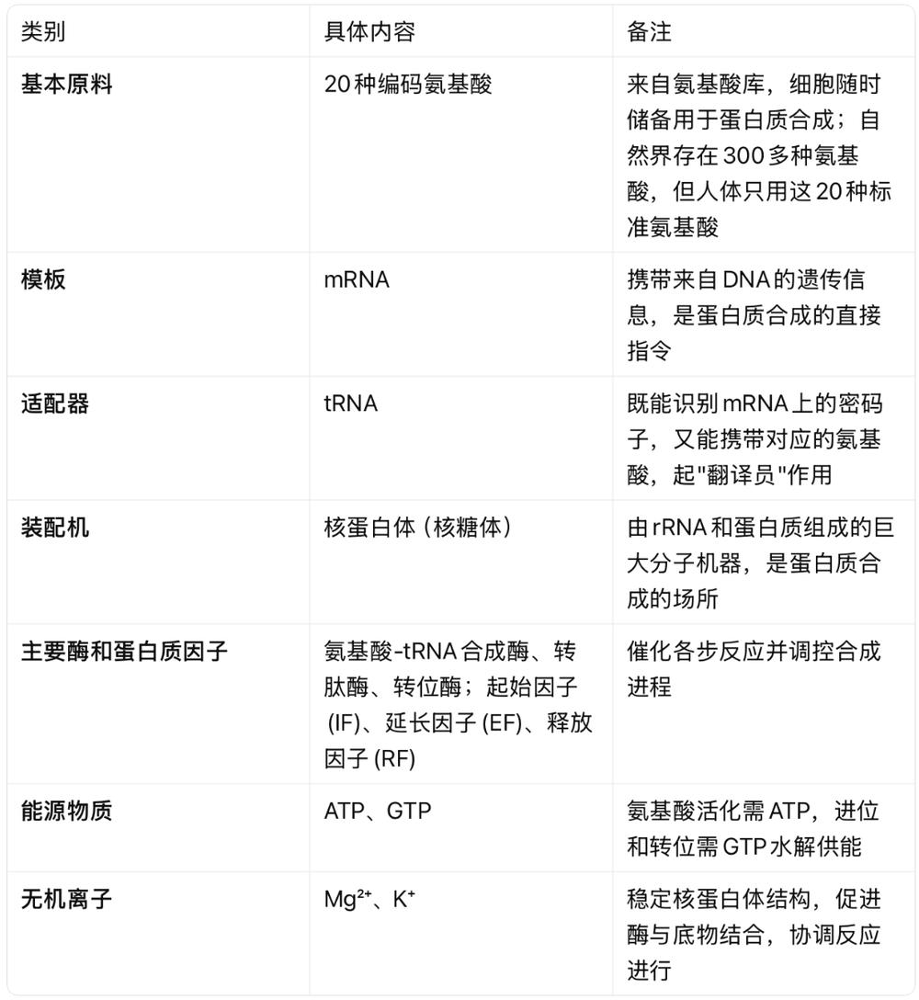 类别
具体内容
备注
基本原料
20种编码氨基酸
来自氨基酸库，细胞随时
储备用于蛋白质合成；自
然界存在300多种氨基
酸，但人体只用这20种标
准氨基酸
模板
mRNA
携带来自DNA的遗传信
息，是蛋白质合成的直接
指令
适配器
tRNA
既能识别mRNA上的密码
子，又能携带对应的氨基
酸，起"翻译员"作用
装配机
核蛋白体（核糖体）
由rRNA和蛋白质组成的巨
大分子机器，是蛋白质合
成的场所
主要酶和蛋白质因子
氨基酸-tRNA合成酶、转
肽酶、转位酶；起始因子
(IF)、延长因子(EF)、释放
因子(RF)
催化各步反应并调控合成
进程
能源物质
ATP、GTP
氨基酸活化需ATP，进位
和转位需GTP水解供能
无机离子
Mg²⁺、K⁺
稳定核蛋白体结构，促进
酶与底物结合，协调反应
进行